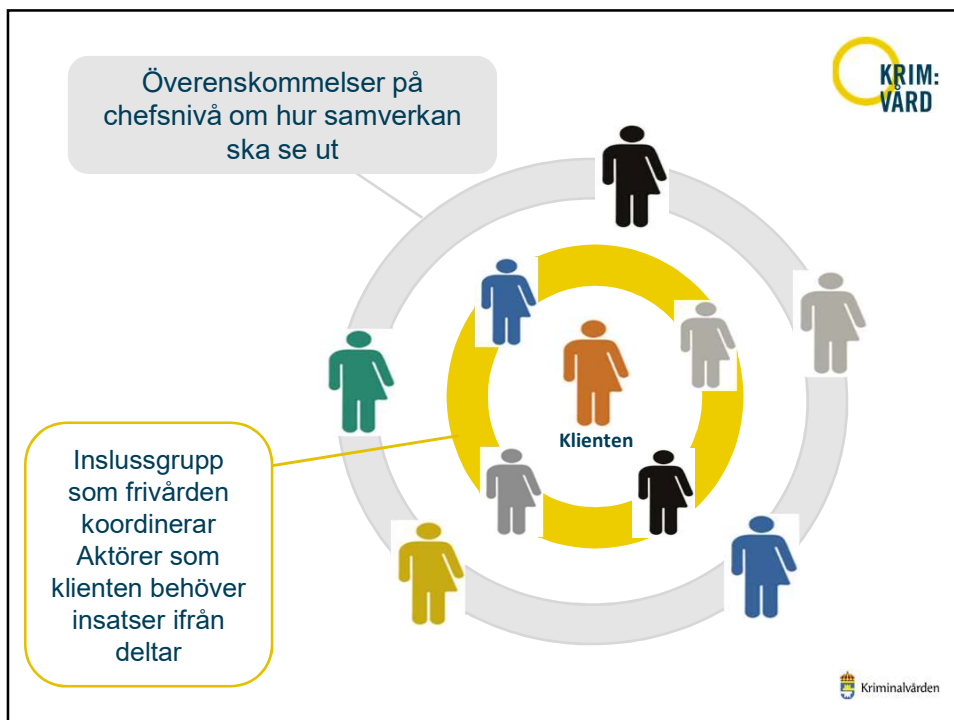 Överenskommelser på
chefsnivå om hur samverkan
ska se ut
KRIM:
VÅRD
Klienten
Inslussgrupp
som frivården
koordinerar
Aktörer som
klienten behöver
insatser ifrån
deltar
Kriminalvården